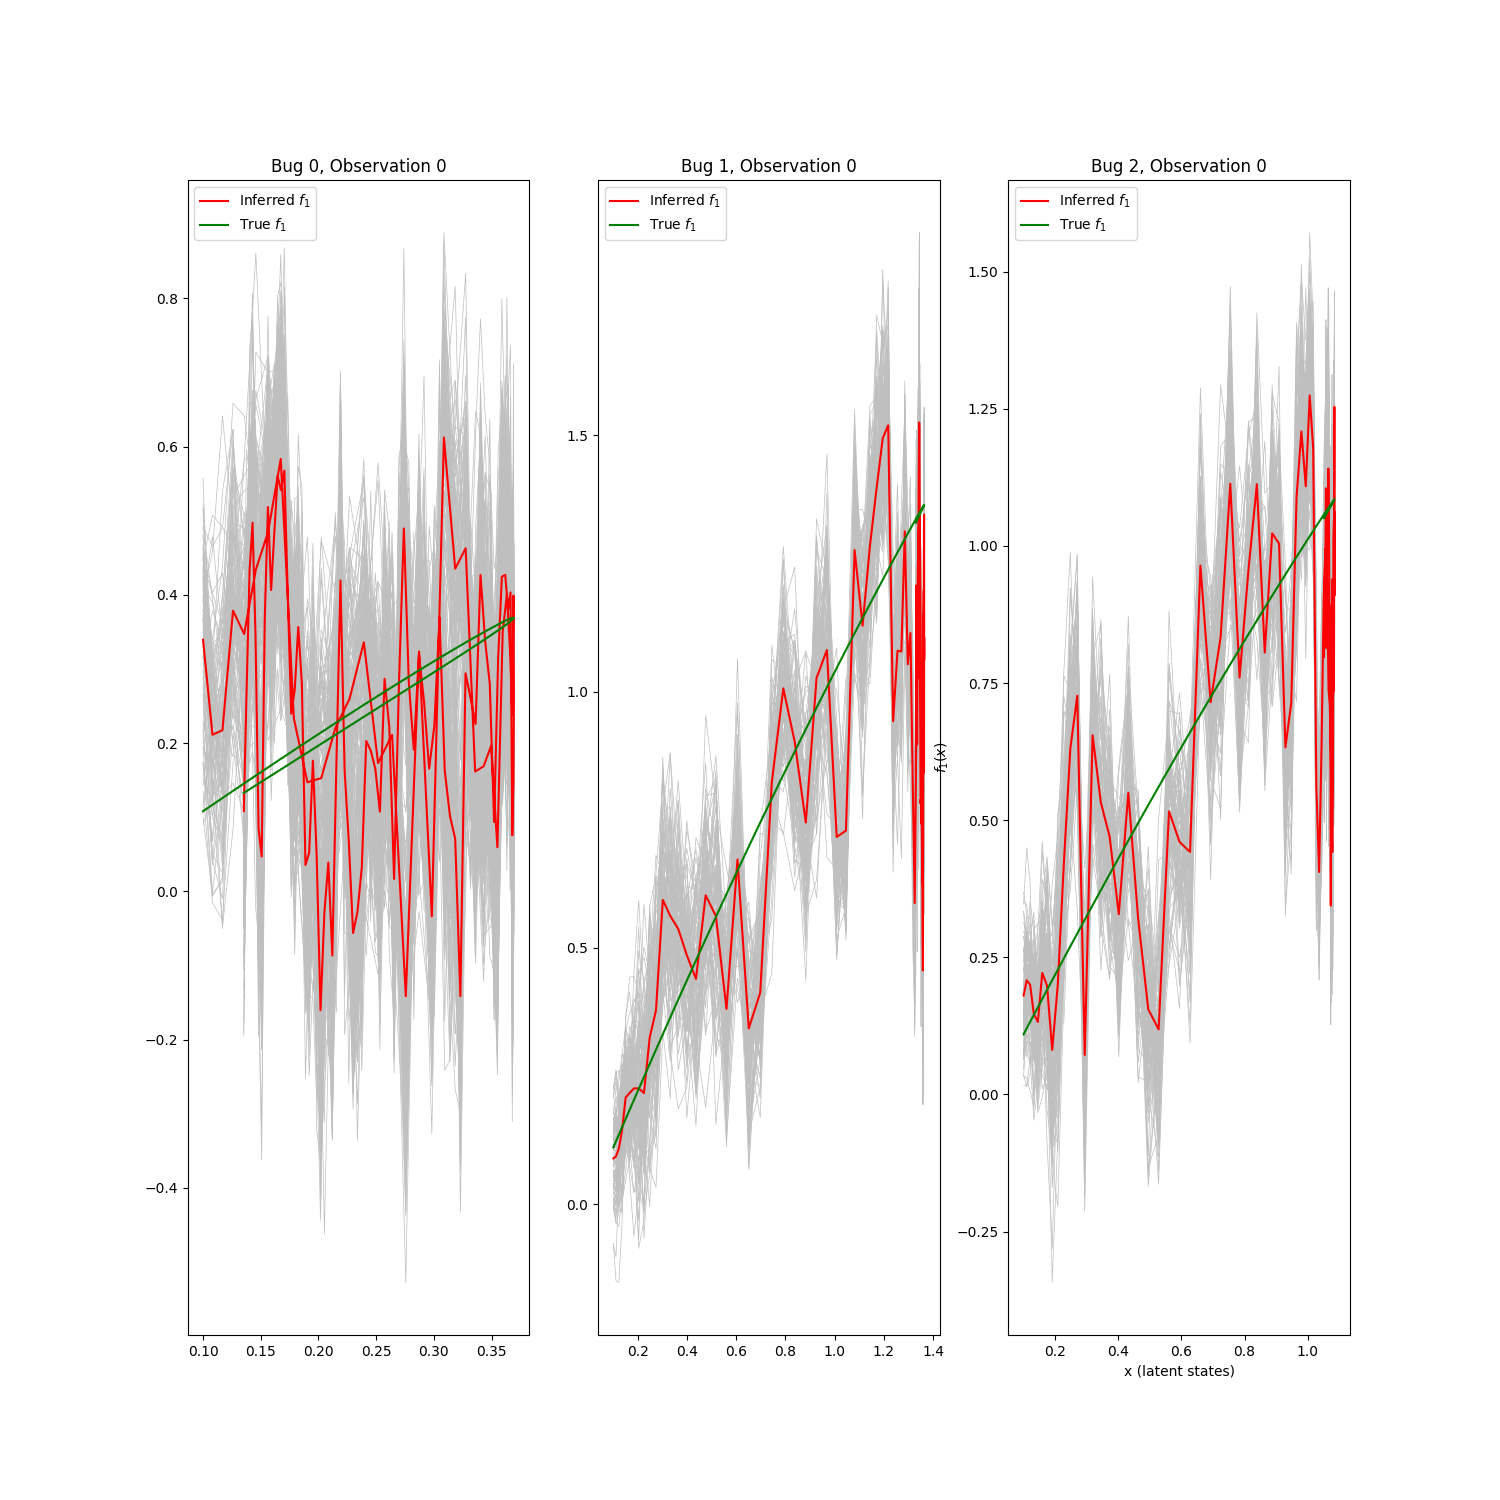 Bug 0, Observation 0
Inferred f₁
True f₁
0.8
0.6
0.4
0.2
0.0
−0.2
−0.4
0.10 0.15 0.20 0.25 0.30 0.35
Bug 1, Observation 0
Inferred f₁
True f₁
1.5
1.0
0.5
0.0
0.2 0.4 0.6 0.8 1.0 1.2 1.4
Bug 2, Observation 0
Inferred f₁
True f₁
f₁(x)
1.50
1.25
1.00
0.75
0.50
0.25
0.00
−0.25
0.2 0.4 0.6 0.8 1.0
x (latent states)